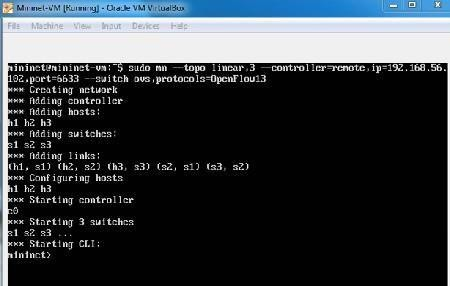 Mininet-VM [Running] - Oracle VM VirtualBox
File Machine View Input Devices Help
mininet@mininet-vm:~$ sudo mn --topo linear,3 --controller=remote,ip=192.168.56.
102,port=6633 --switch ovs,protocols=OpenFlow13
*** Creating network
*** Adding controller
*** Adding hosts:
h1 h2 h3
*** Adding switches:
s1 s2 s3
*** Adding links:
(h1, s1) (h2, s2) (h3, s3) (s2, s1) (s3, s2)
*** Configuring hosts
h1 h2 h3
*** Starting controller
c0
*** Starting 3 switches
s1 s2 s3 ...
*** Starting CLI:
mininet>